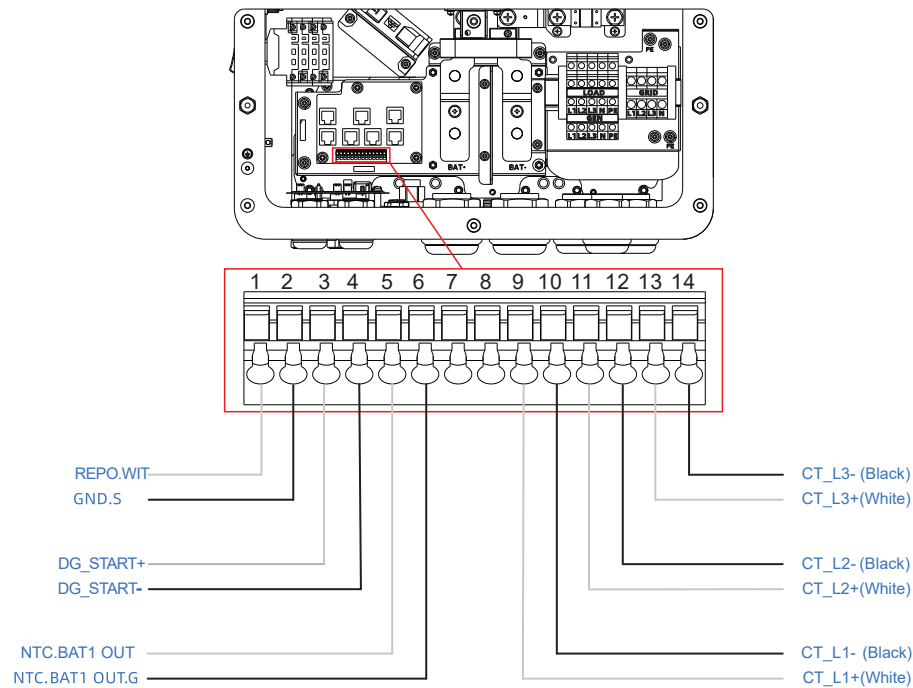 PE
LOAD
GRID
L1 L2 L3 N PE
L1 L2 L3 N
GEN
L1 L2 L3 N PE
PE
BAT+
BAT-
1 2 3 4 5 6 7 8 9 10 11 12 13 14
REPO.WIT
CT_L3- (Black)
GND.S
CT_L3+(White)
DG_START+
CT_L2- (Black)
DG_START-
CT_L2+(White)
NTC.BAT1 OUT
CT_L1- (Black)
NTC.BAT1 OUT.G
CT_L1+(White)